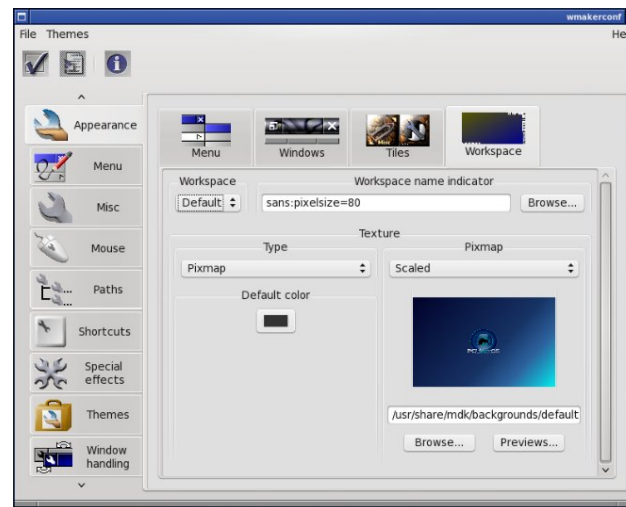 wmakerconf
File Themes
He
Appearance
Menu
Misc
Mouse
Paths
Shortcuts
Special
effects
Themes
Window
handling
Menu
Windows
Tiles
Workspace
Workspace
Default
Workspace name indicator
sans:pixelsize=80
Browse...
Texture
Type
Pixmap
Default color
Pixmap
Scaled
/usr/share/mdk/backgrounds/default
Browse...
Previews...